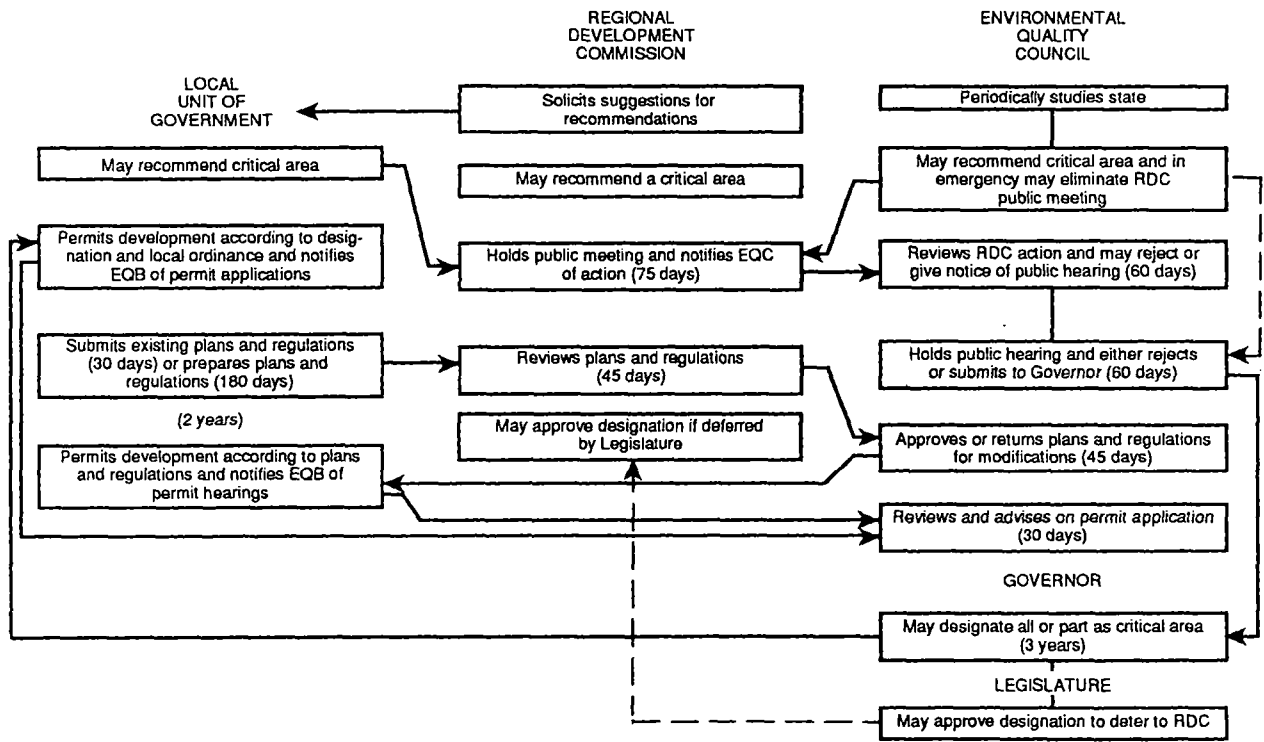 REGIONAL
DEVELOPMENT
COMMISSION
ENVIRONMENTAL
QUALITY
COUNCIL
LOCAL
UNIT OF
GOVERNMENT
Solicits suggestions for
recommendations
Periodically studies state
May recommend critical area
May recommend a critical area
May recommend critical area and in
emergency may eliminate RDC
public meeting
Permits development according to desig-
nation and local ordinance and notifies
EQB of permit applications
Holds public meeting and notifies EQC
of action (75 days)
Reviews RDC action and may reject or
give notice of public hearing (60 days)
Submits existing plans and regulations
(30 days) or prepares plans and
regulations (180 days)
Reviews plans and regulations
(45 days)
Holds public hearing and either rejects
or submits to Governor (60 days)
(2 years)
May approve designation if deferred
by Legislature
Approves or returns plans and regulations
for modifications (45 days)
Permits development according to plans
and regulations and notifies EQB of
permit hearings
Reviews and advises on permit application
(30 days)
GOVERNOR
May designate all or part as critical area
(3 years)
LEGISLATURE
May approve designation to deter to RDC